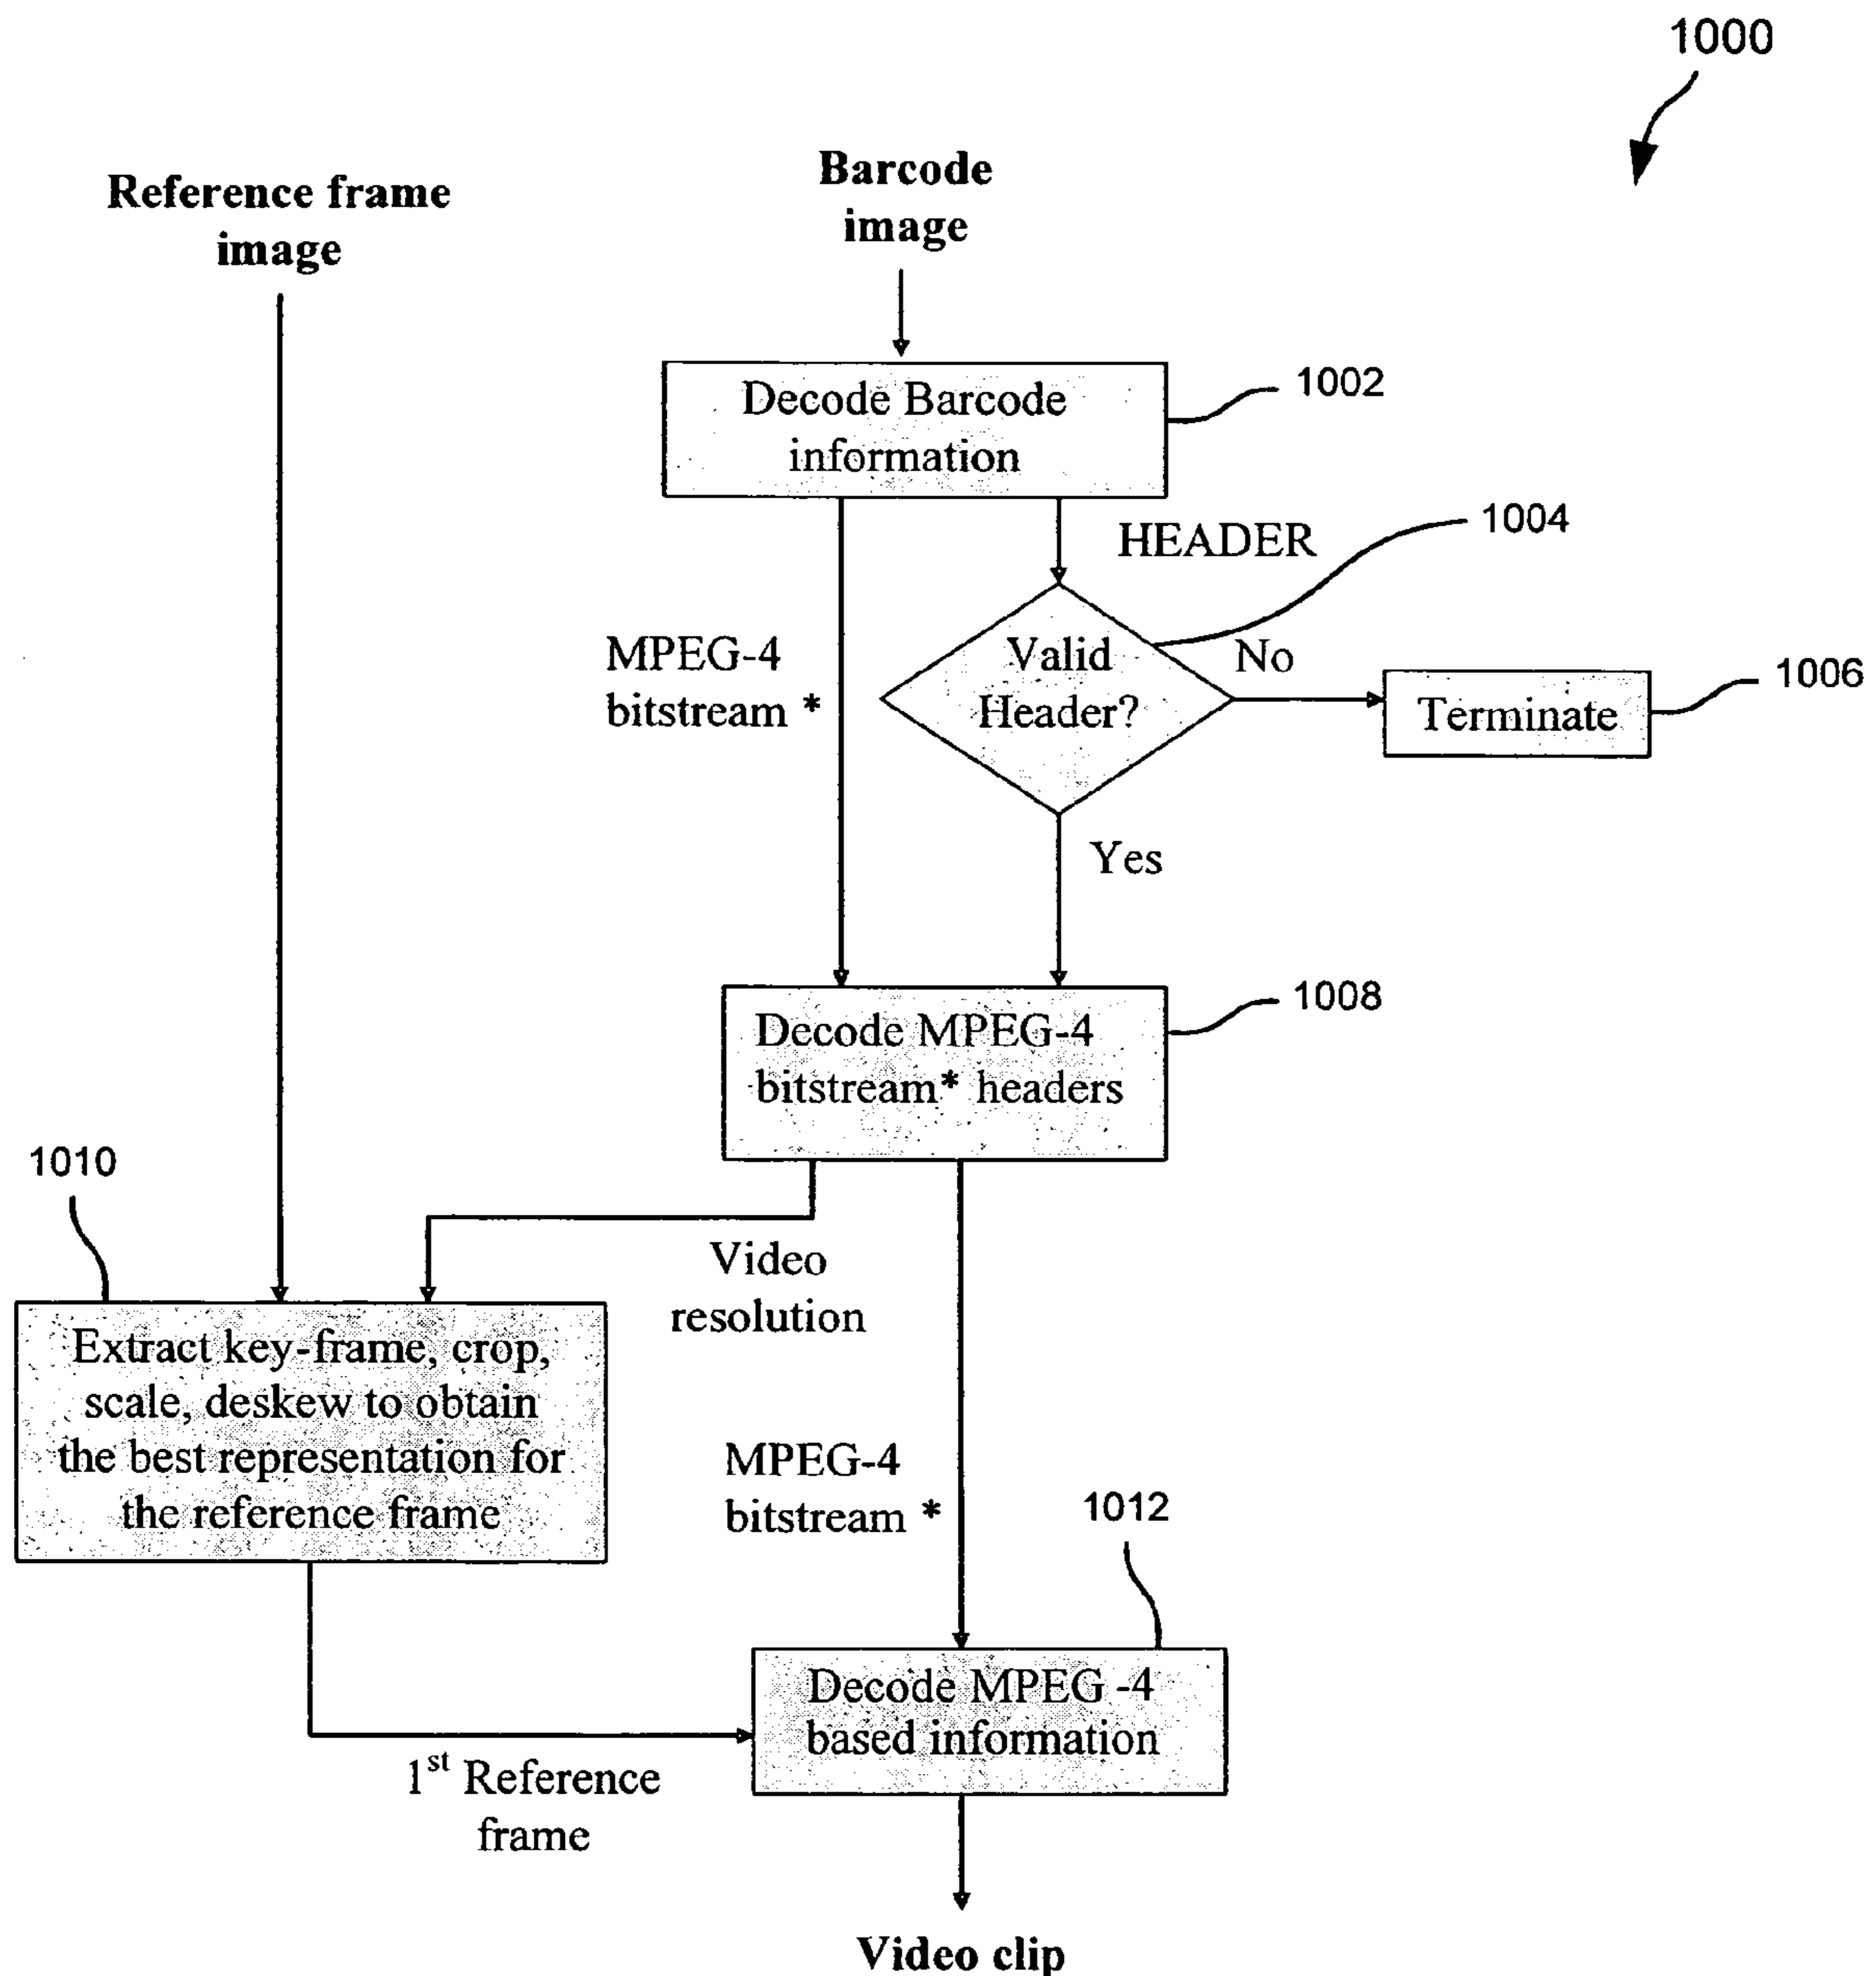 1000
Reference frame
image
Barcode
image
Decode Barcode
information
1002
HEADER
1004
MPEG-4
bitstream *
Valid
Header?
No
Terminate
1006
Yes
Decode MPEG-4
bitstream* headers
1008
1010
Video
resolution
Extract key-frame, crop,
scale, deskew to obtain
the best representation for
the reference frame
MPEG-4
bitstream *
1012
Decode MPEG -4
based information
1st Reference
frame
Video clip